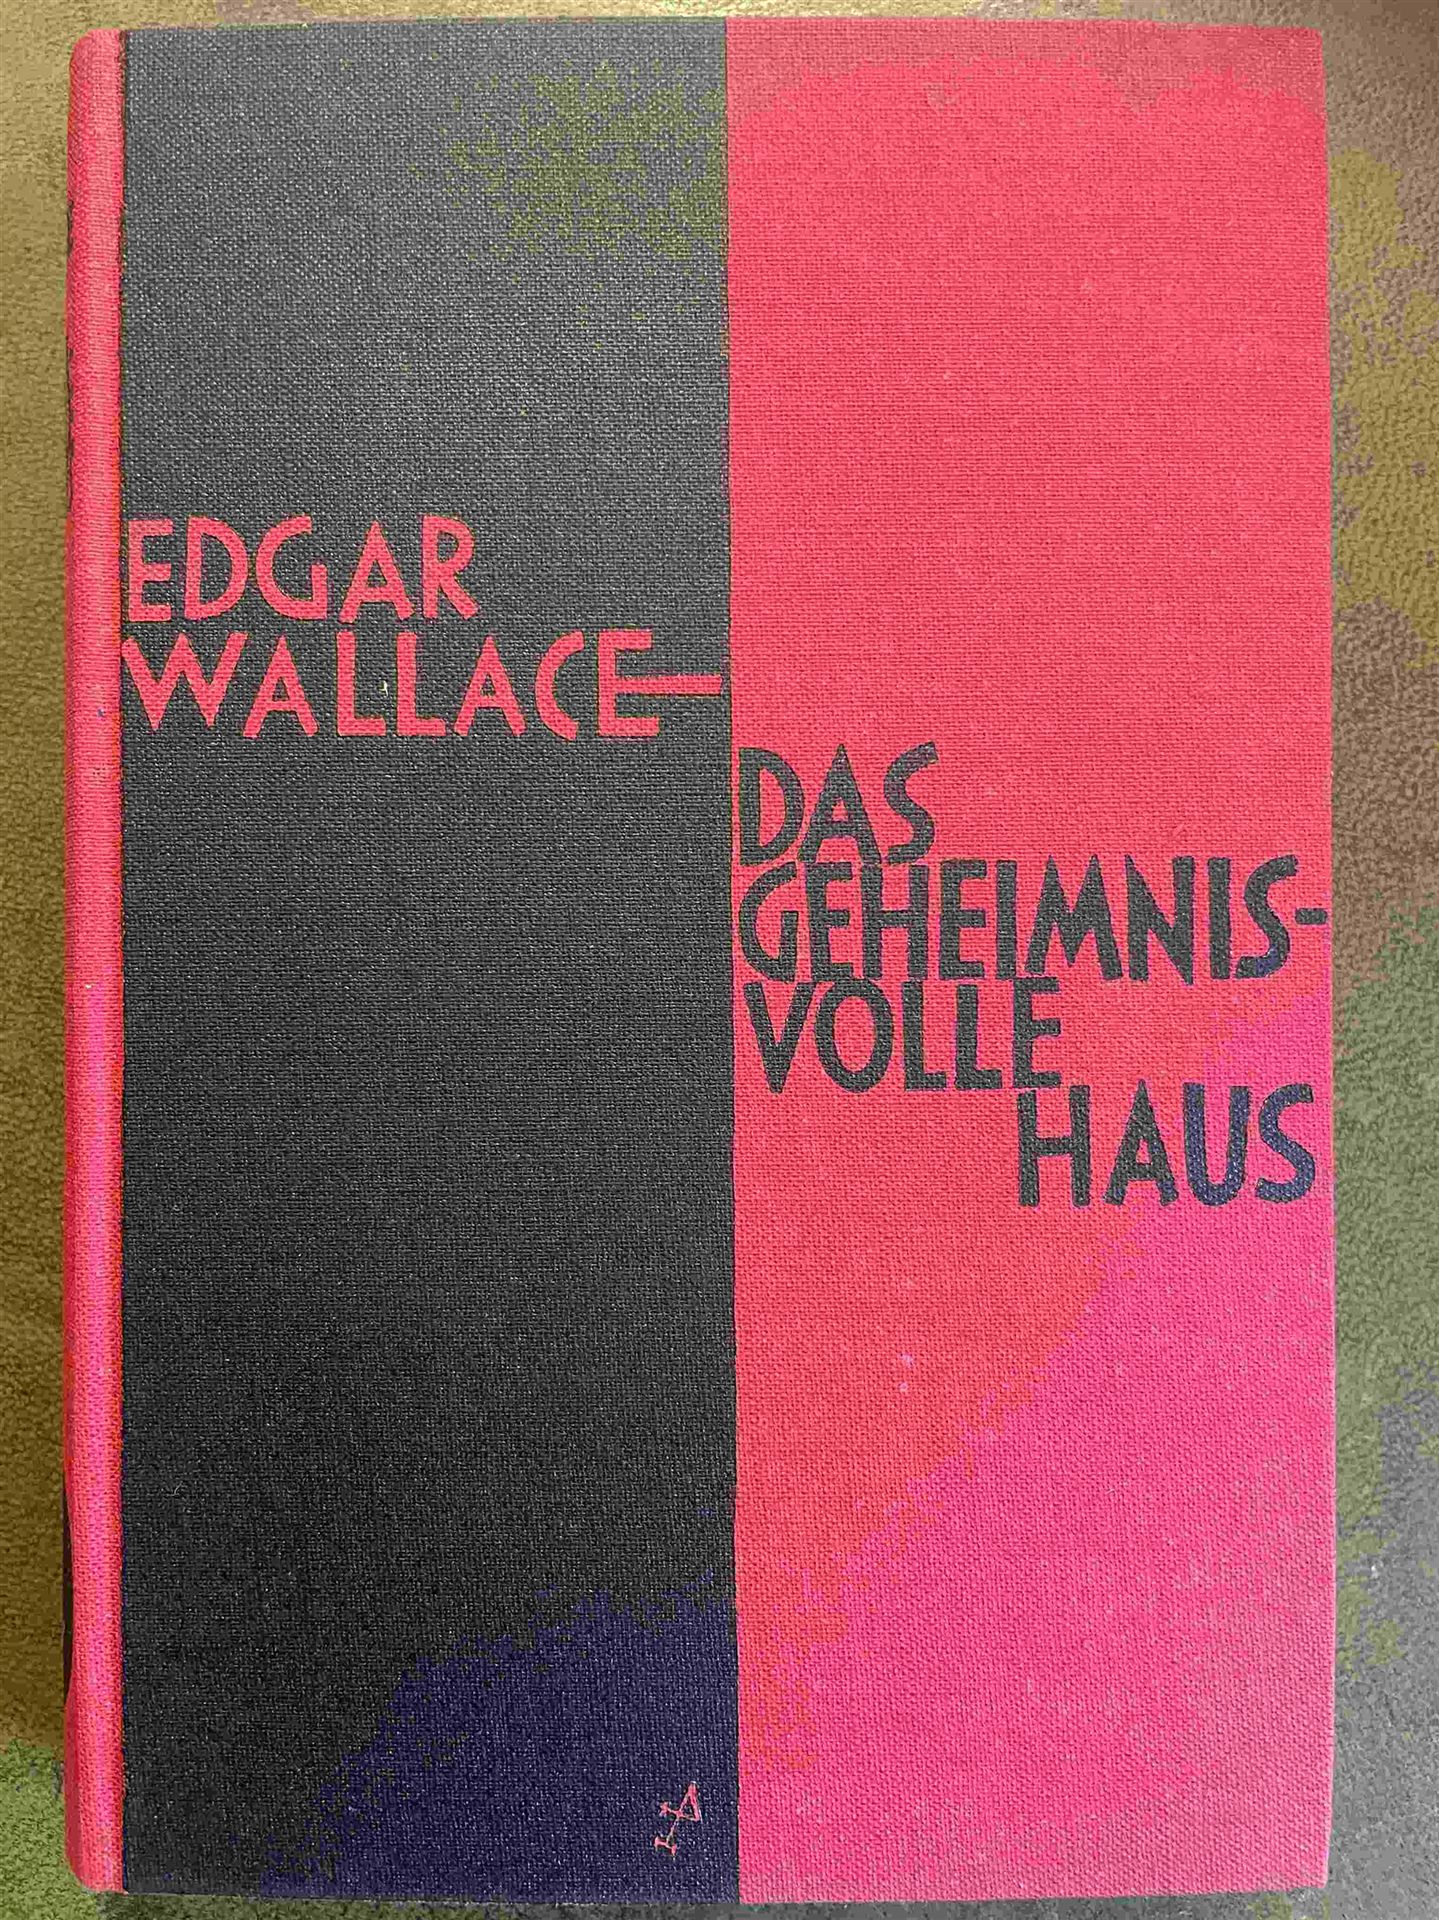 EDGAR
WALLACE—
DAS
GEHEIMNIS-
VOLLE
HAUS